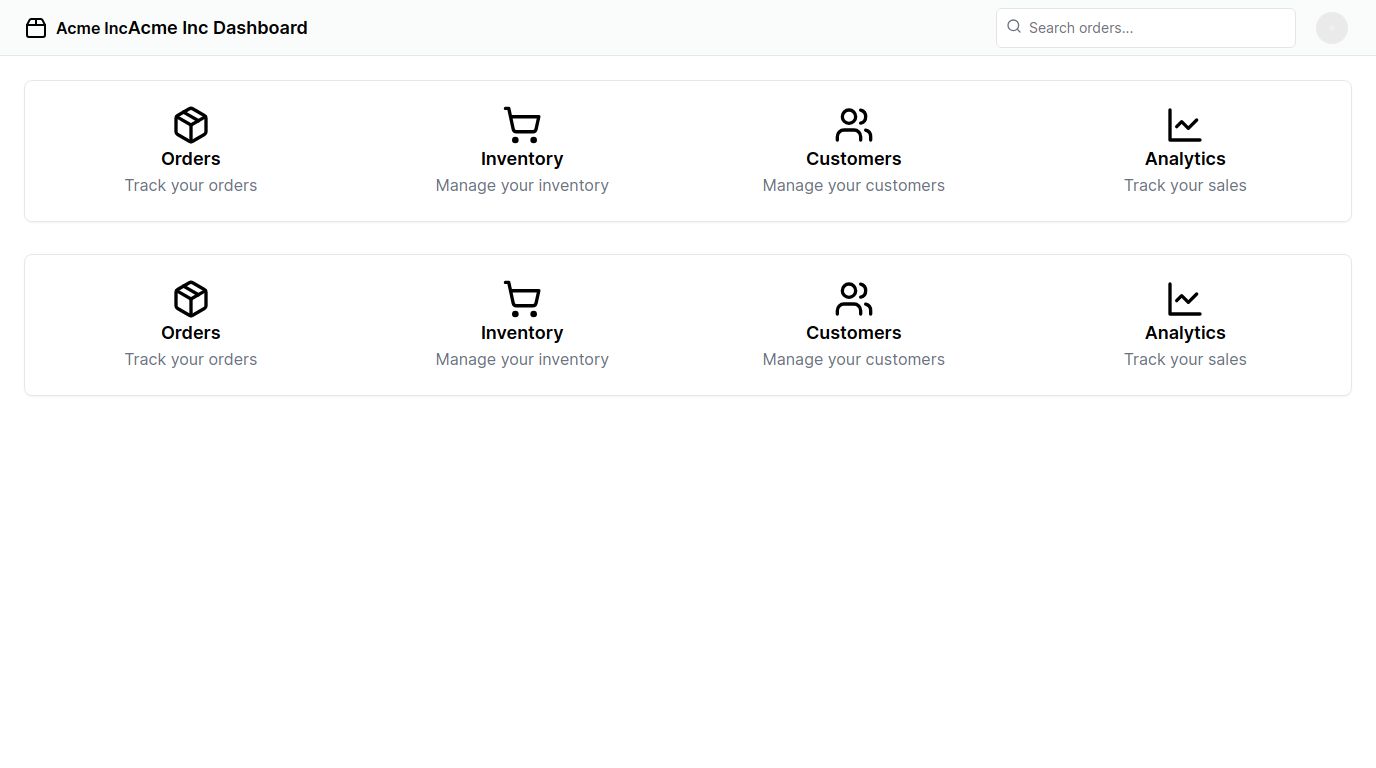 Acme IncAcme Inc Dashboard
Search orders...
Orders
Inventory
Customers
Analytics
Track your orders
Manage your inventory
Manage your customers
Track your sales
Orders
Inventory
Customers
Analytics
Track your orders
Manage your inventory
Manage your customers
Track your sales